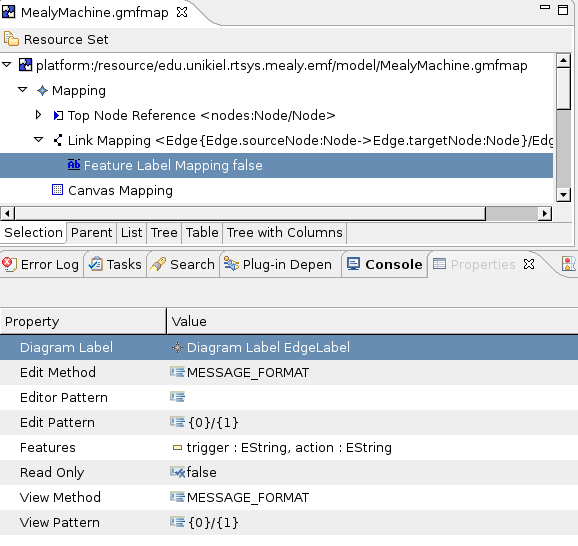 MealyMachine.gmfmap
Resource Set
platform:/resource/edu.unikiel.rtsys.mealy.emf/model/MealyMachine.gmfmap
Mapping
Top Node Reference <nodes:Node/Node>
Link Mapping <Edge{Edge.sourceNode:Node->Edge.targetNode:Node}/Edg
Ab Feature Label Mapping false
Canvas Mapping
Selection Parent List Tree Table Tree with Columns
Error Log Tasks Search Plug-in Depen Console Properties
Property Value
Diagram Label Diagram Label EdgeLabel
Edit Method MESSAGE_FORMAT
Editor Pattern
Edit Pattern {0}/{1}
Features trigger : EString, action : EString
Read Only false
View Method MESSAGE_FORMAT
View Pattern {0}/{1}